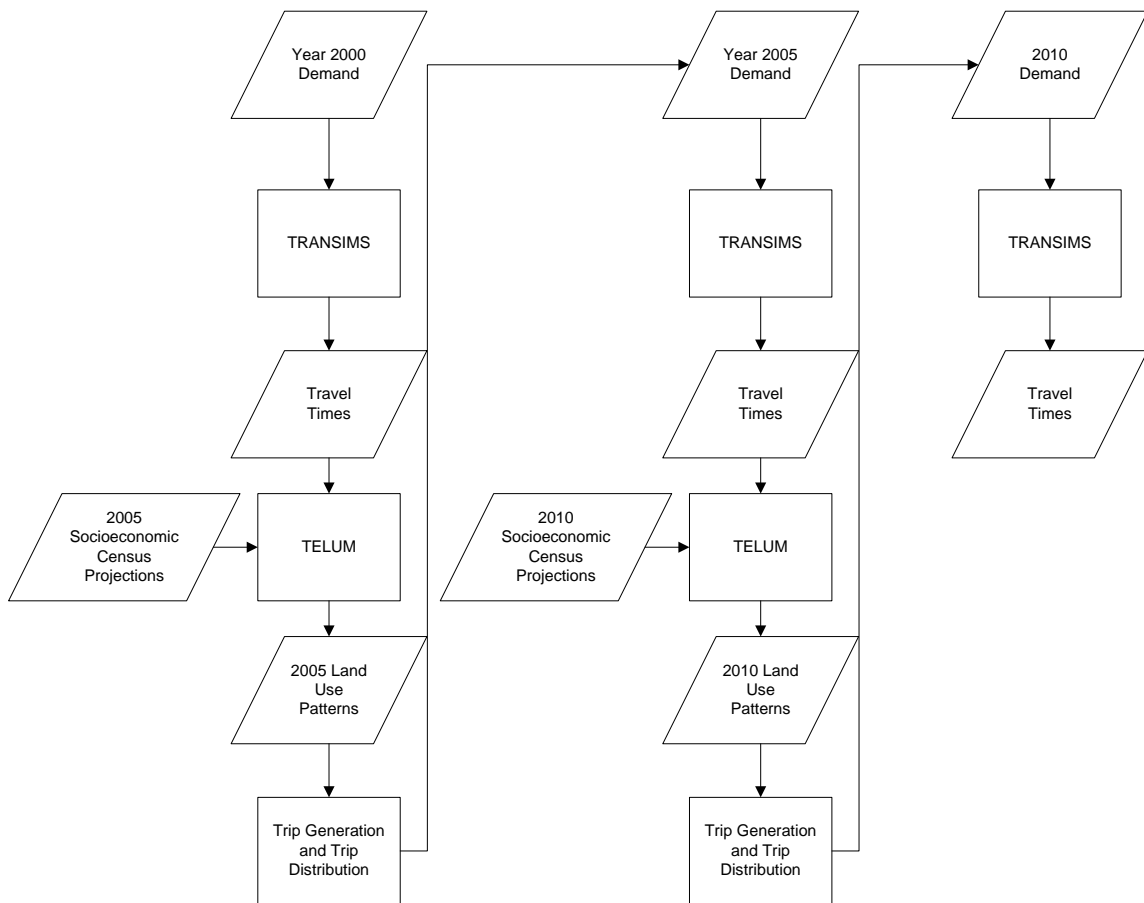 Year 2000
Demand
TRANSIMS
Travel
Times
2005
Socioeconomic
Census
Projections
TELUM
2005 Land
Use
Patterns
Trip Generation
and Trip
Distribution
Year 2005
Demand
TRANSIMS
Travel
Times
2010
Socioeconomic
Census
Projections
TELUM
2010 Land
Use
Patterns
Trip Generation
and Trip
Distribution
2010
Demand
TRANSIMS
Travel
Times